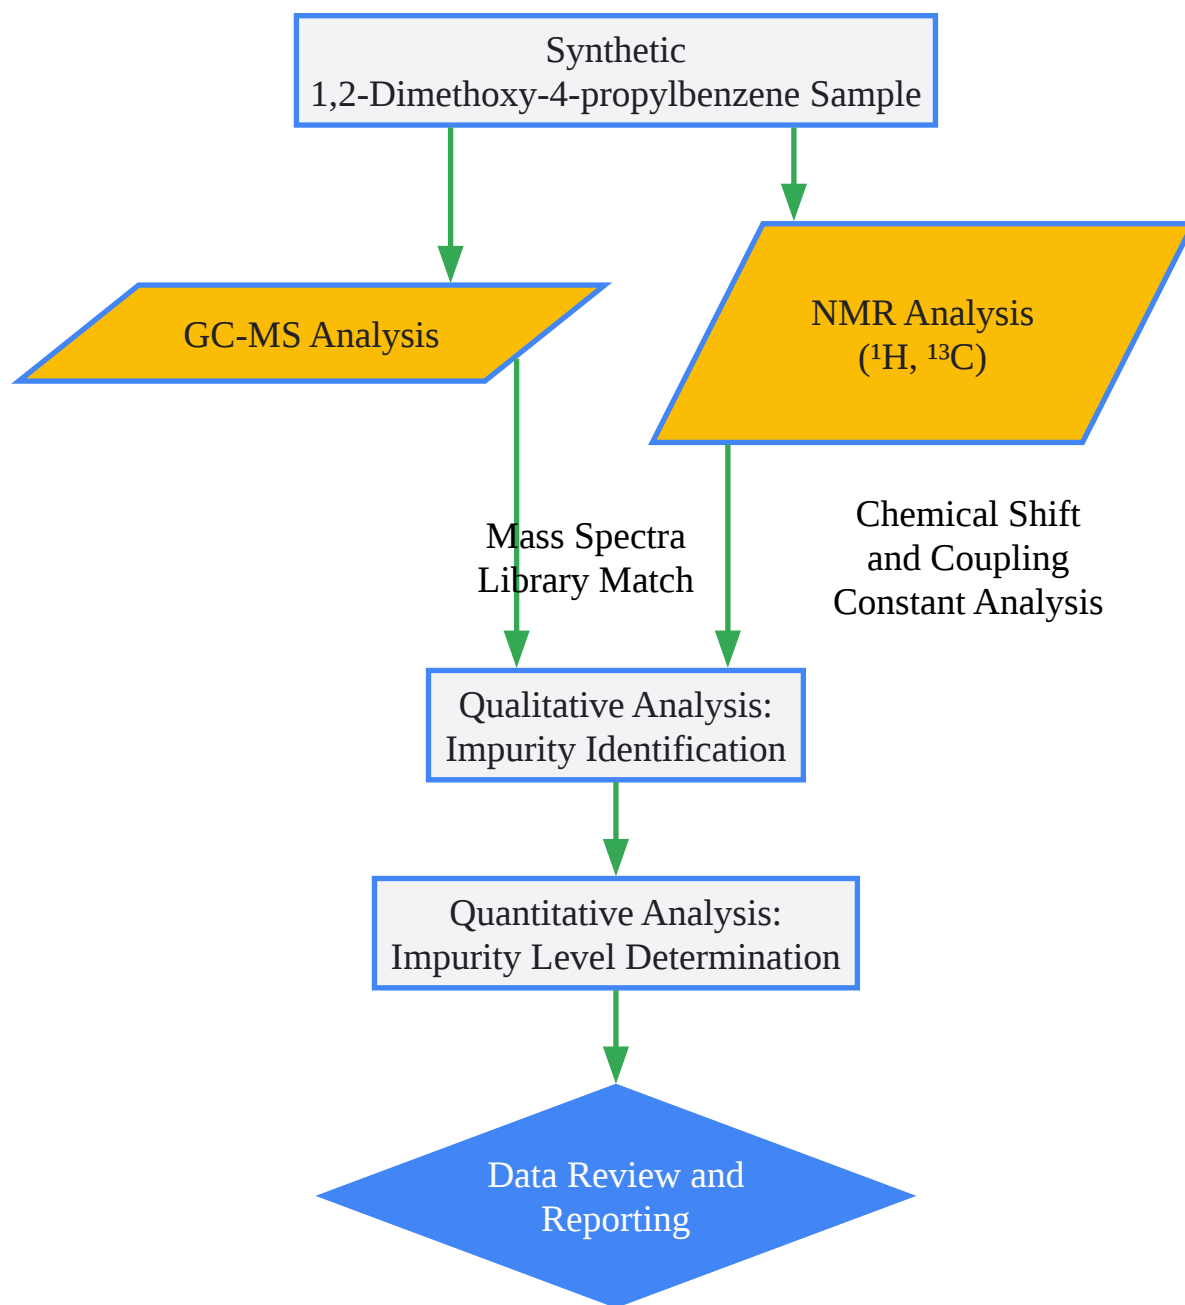 Synthetic
1,2-Dimethoxy-4-propylbenzene Sample
GC-MS Analysis
NMR Analysis
(¹H, ¹³C)
Mass Spectra
Library Match
Chemical Shift
and Coupling
Constant Analysis
Qualitative Analysis:
Impurity Identification
Quantitative Analysis:
Impurity Level Determination
Data Review and
Reporting